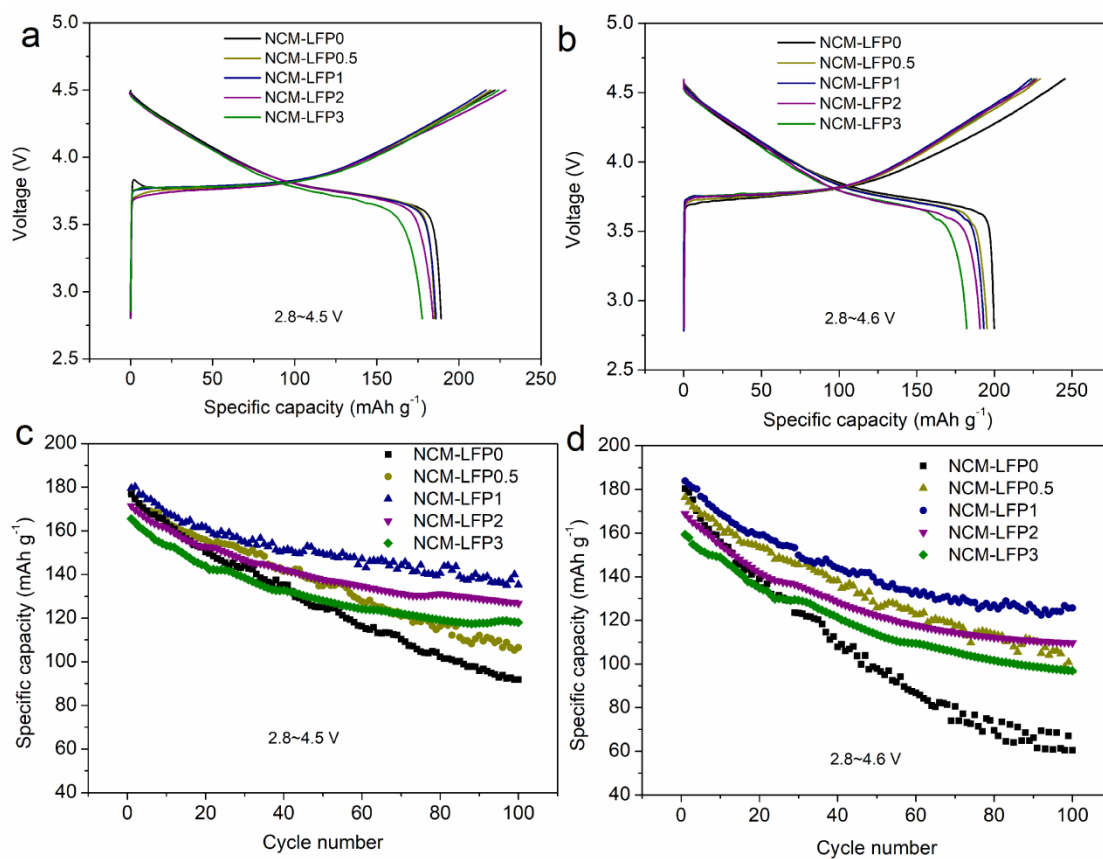 a
NCM-LFP0
NCM-LFP0.5
NCM-LFP1
NCM-LFP2
NCM-LFP3
5.0
4.5
4.0
3.5
3.0
2.5
Voltage (V)
2.8~4.5 V
0 50 100 150 200 250
Specific capacity (mAh g⁻¹)
b
NCM-LFP0
NCM-LFP0.5
NCM-LFP1
NCM-LFP2
NCM-LFP3
5.0
4.5
4.0
3.5
3.0
2.5
Voltage (V)
2.8~4.6 V
0 50 100 150 200 250
Specific capacity (mAh g⁻¹)
c
NCM-LFP0
NCM-LFP0.5
NCM-LFP1
NCM-LFP2
NCM-LFP3
200
180
160
140
120
100
80
60
40
Specific capacity (mAh g⁻¹)
2.8~4.5 V
0 20 40 60 80 100
Cycle number
d
NCM-LFP0
NCM-LFP0.5
NCM-LFP1
NCM-LFP2
NCM-LFP3
200
180
160
140
120
100
80
60
40
Specific capacity (mAh g⁻¹)
2.8~4.6 V
0 20 40 60 80 100
Cycle number